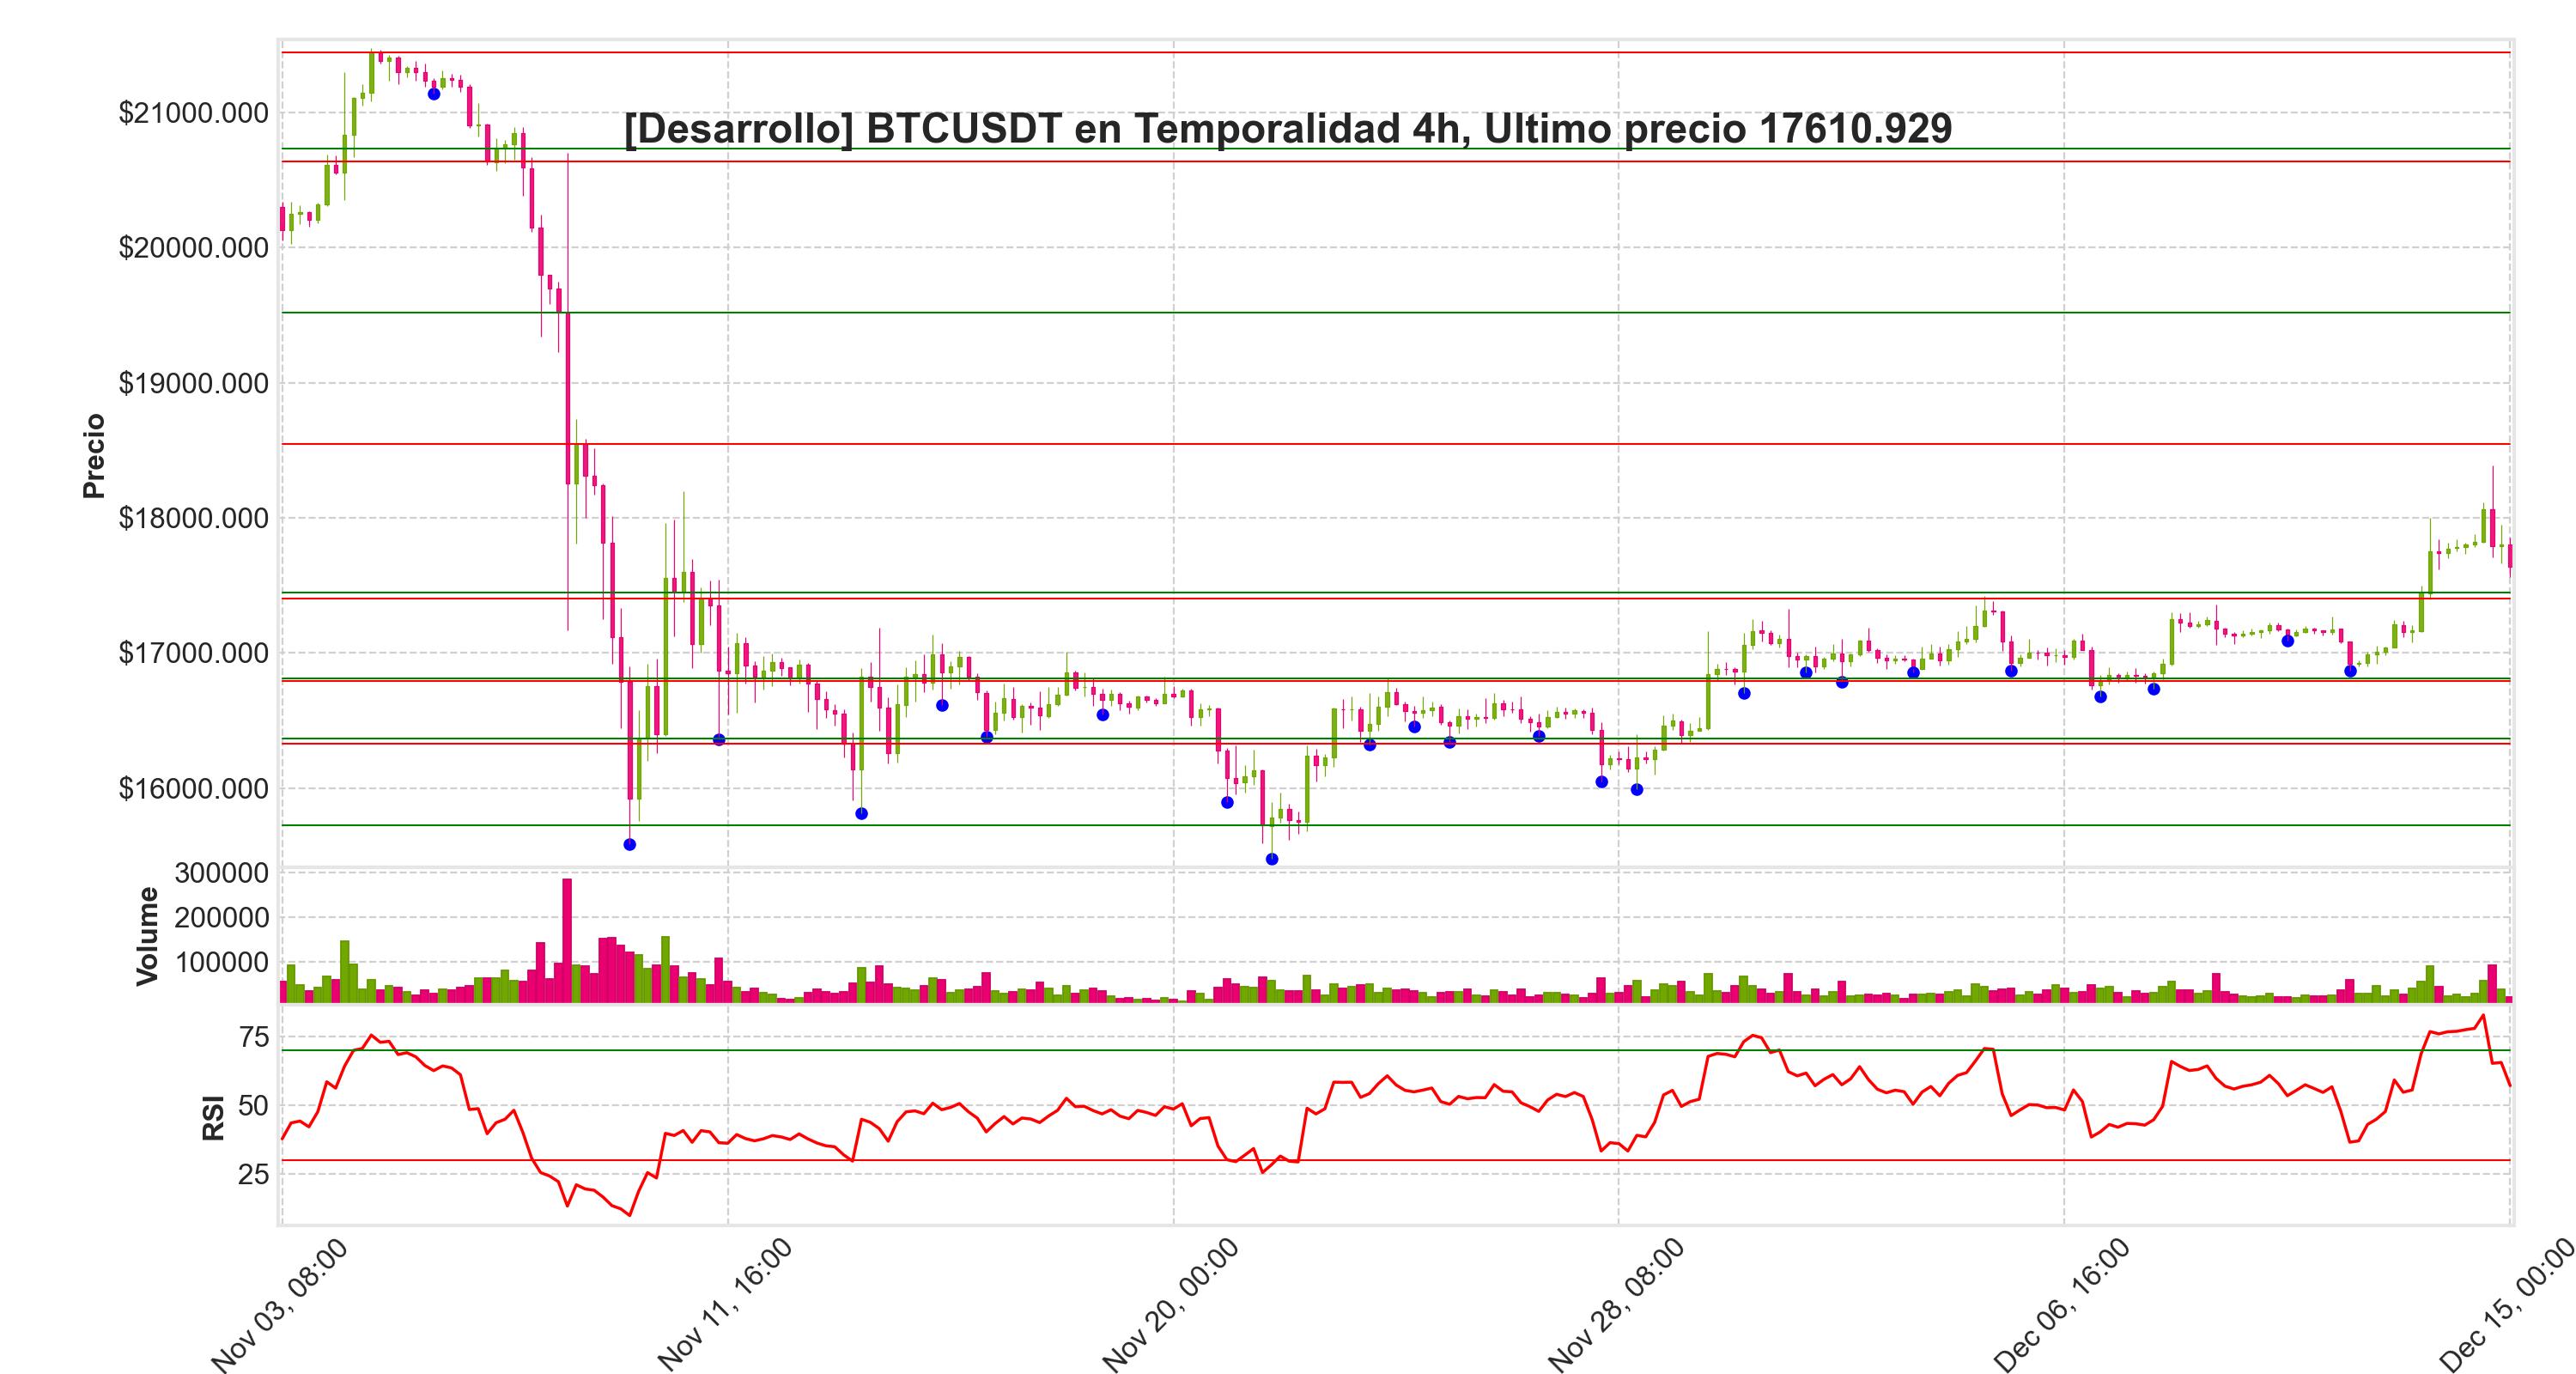 [Desarrollo] BTCUSDT en Temporalidad 4h, Ultimo precio 17610.929
Precio
$21000.000
$20000.000
$19000.000
$18000.000
$17000.000
$16000.000
Volume
300000
200000
100000
RSI
75
50
25
Nov 03, 08:00
Nov 11, 16:00
Nov 20, 00:00
Nov 28, 08:00
Dec 06, 16:00
Dec 15, 00:00